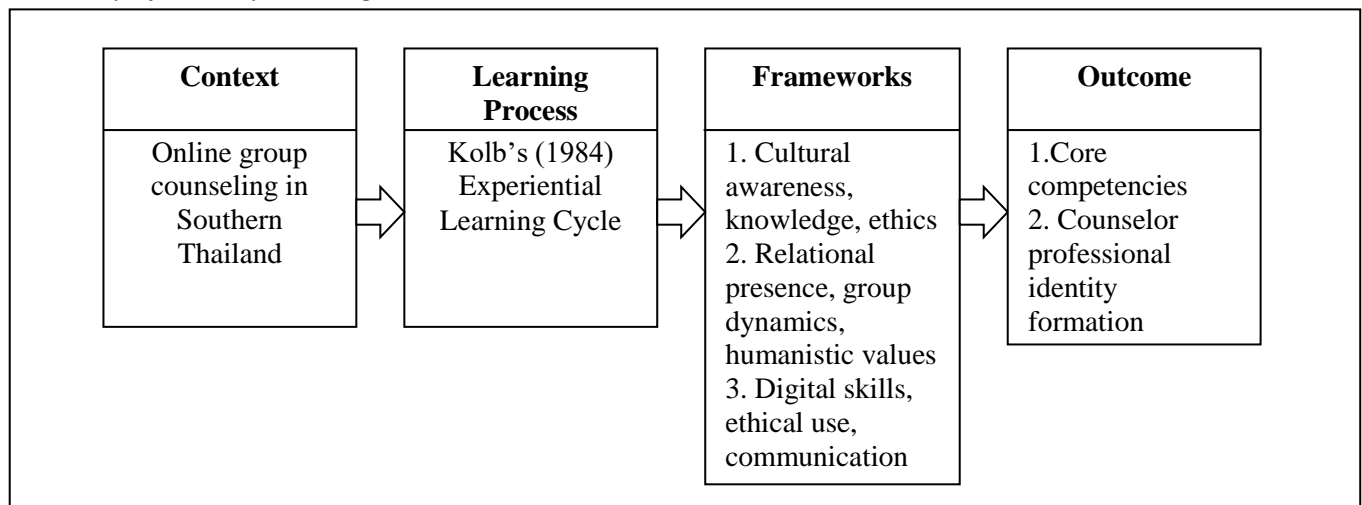 Context
Online group
counseling in
Southern
Thailand
Learning
Process
Kolb’s (1984)
Experiential
Learning Cycle
Frameworks
1. Cultural
awareness,
knowledge, ethics
2. Relational
presence, group
dynamics,
humanistic values
3. Digital skills,
ethical use,
communication
Outcome
1.Core
competencies
2. Counselor
professional
identity
formation